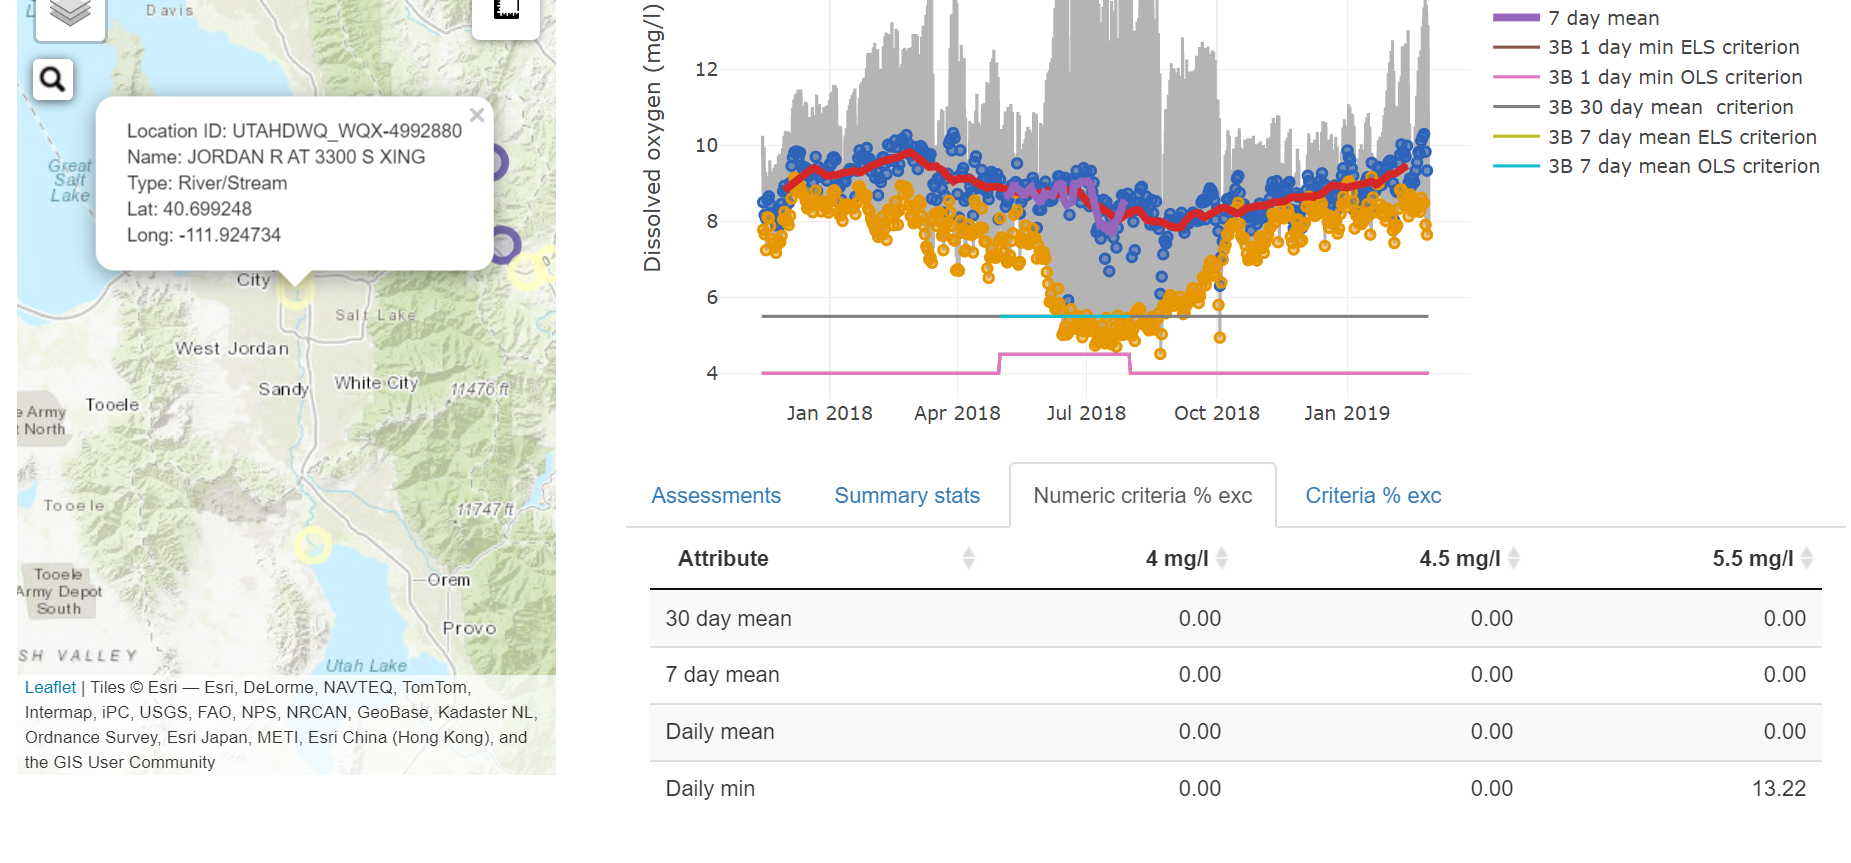 Davis
Location ID: UTAHDWQ_WQX-4992880
Name: JORDAN R AT 3300 S XING
Type: River/Stream
Lat: 40.699248
Long: -111.924734
×
Great
Salt
Lake
City
Salt Lake
West Jordan
Sandy
White City
11476 ft
Tooele
e Army
t North
Tooele
11747 ft
Tooele
Army Depot
South
Orem
Provo
SH VALLEY
Utah Lake
Leaflet | Tiles © Esri — Esri, DeLorme, NAVTEQ, TomTom,
Intermap, iPC, USGS, FAO, NPS, NRCAN, GeoBase, Kadaster NL,
Ordnance Survey, Esri Japan, METI, Esri China (Hong Kong), and
the GIS User Community
Dissolved oxygen (mg/l)
12
10
8
6
4
Jan 2018 Apr 2018 Jul 2018 Oct 2018 Jan 2019
7 day mean
3B 1 day min ELS criterion
3B 1 day min OLS criterion
3B 30 day mean criterion
3B 7 day mean ELS criterion
3B 7 day mean OLS criterion
Assessments Summary stats Numeric criteria % exc Criteria % exc
Attribute 4 mg/l 4.5 mg/l 5.5 mg/l
30 day mean 0.00 0.00 0.00
7 day mean 0.00 0.00 0.00
Daily mean 0.00 0.00 0.00
Daily min 0.00 0.00 13.22